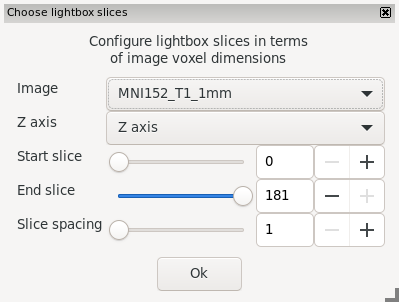 Choose lightbox slices
Configure lightbox slices in terms
of image voxel dimensions
Image MNI152_T1_1mm
Z axis Z axis
Start slice 0
End slice 181
Slice spacing 1
Ok